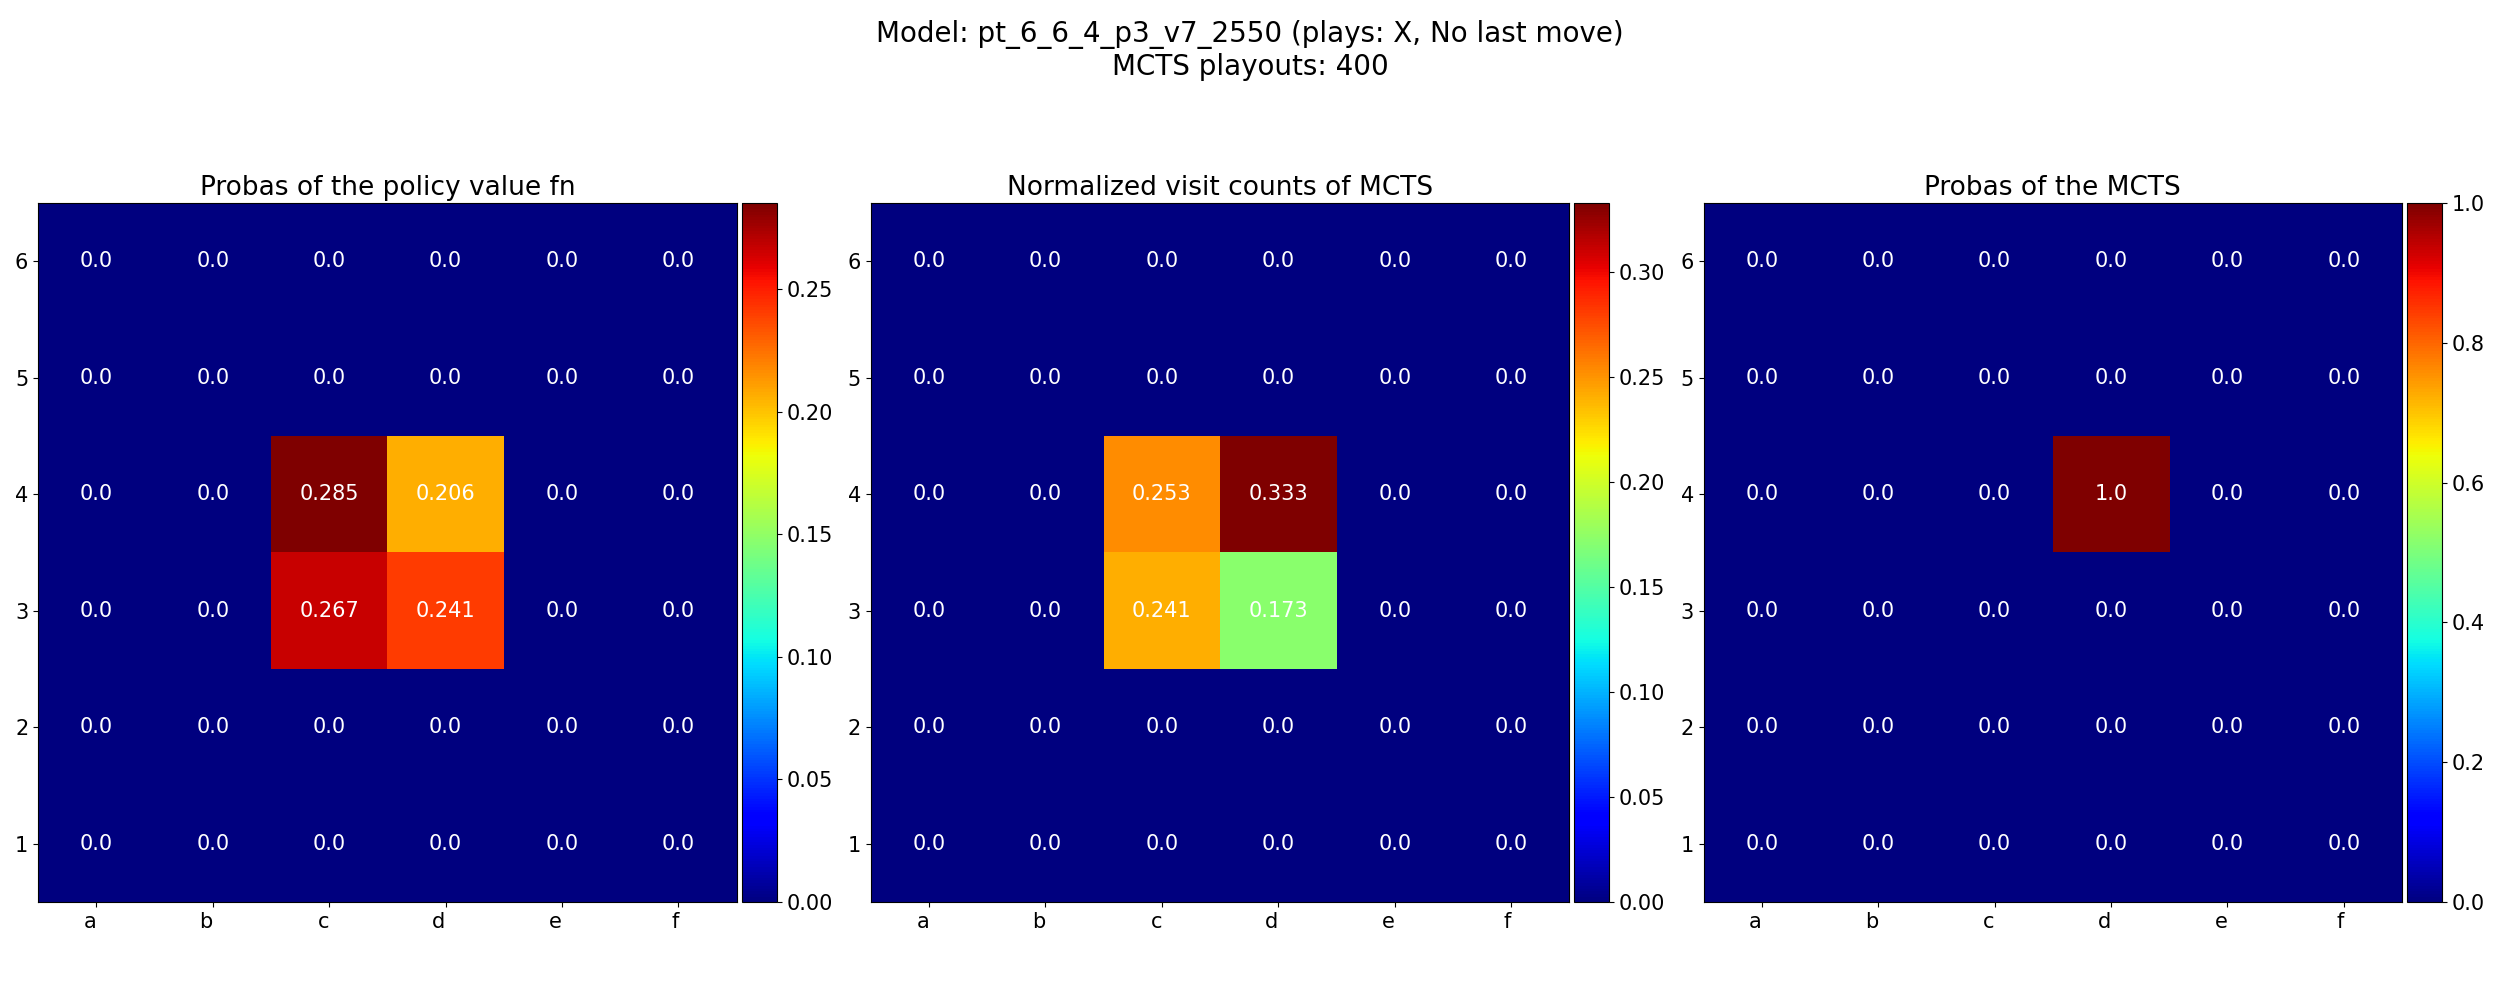 Model: pt_6_6_4_p3_v7_2550 (plays: X, No last move)
MCTS playouts: 400
Probas of the policy value fn
6 0.0 0.0 0.0 0.0 0.0 0.0
5 0.0 0.0 0.0 0.0 0.0 0.0
4 0.0 0.0 0.285 0.206 0.0 0.0
3 0.0 0.0 0.267 0.241 0.0 0.0
2 0.0 0.0 0.0 0.0 0.0 0.0
1 0.0 0.0 0.0 0.0 0.0 0.0
a b c d e f
0.25
0.20
0.15
0.10
0.05
0.00
Normalized visit counts of MCTS
6 0.0 0.0 0.0 0.0 0.0 0.0
5 0.0 0.0 0.0 0.0 0.0 0.0
4 0.0 0.0 0.253 0.333 0.0 0.0
3 0.0 0.0 0.241 0.173 0.0 0.0
2 0.0 0.0 0.0 0.0 0.0 0.0
1 0.0 0.0 0.0 0.0 0.0 0.0
a b c d e f
0.30
0.25
0.20
0.15
0.10
0.05
0.00
Probas of the MCTS
6 0.0 0.0 0.0 0.0 0.0 0.0
5 0.0 0.0 0.0 0.0 0.0 0.0
4 0.0 0.0 0.0 1.0 0.0 0.0
3 0.0 0.0 0.0 0.0 0.0 0.0
2 0.0 0.0 0.0 0.0 0.0 0.0
1 0.0 0.0 0.0 0.0 0.0 0.0
a b c d e f
1.0
0.8
0.6
0.4
0.2
0.0